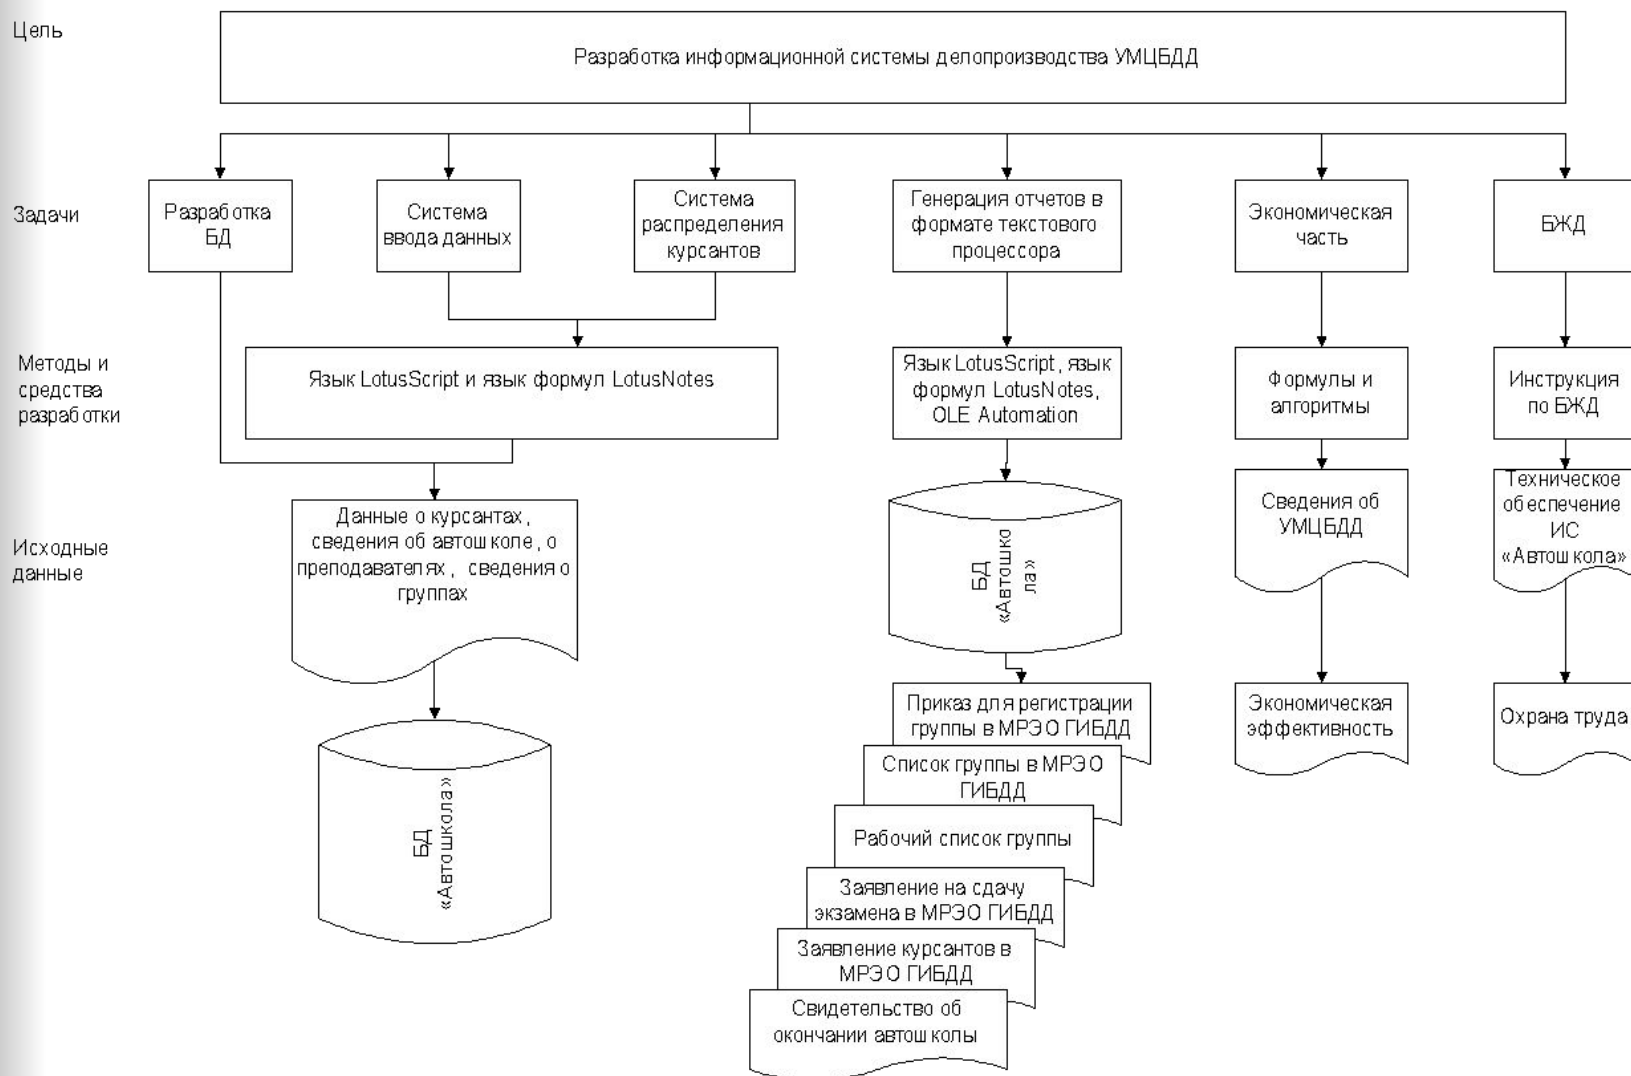 Цель
Разработка информационной системы делопроизводства УМЦБДД
Задачи
Разработка
БД
Система
ввода данных
Система
распределения
курсантов
Генерация отчетов в
формате текстового
процессора
Экономическая
часть
БЖД
Методы и
средства
разработки
Язык LotusScript и язык формул LotusNotes
Язык LotusScript, язык
формул LotusNotes,
OLE Automation
Формулы и
алгоритмы
Инструкция
по БЖД
Исходные
данные
Данные о курсантах,
сведения об автошколе, о
преподавателях, сведения о
группах
БД
«Автошко
ла»
Сведения об
УМЦБДД
Техническое
обеспечение
ИС
«Автошкола»
БД
«Автошкола»
Приказ для регистрации
группы в МРЭО ГИБДД
Список группы в МРЭО
ГИБДД
Рабочий список группы
Заявление на сдачу
экзамена в МРЭО ГИБДД
Заявление курсантов в
МРЭО ГИБДД
Свидетельство об
окончании автошколы
Экономическая
эффективность
Охрана труда